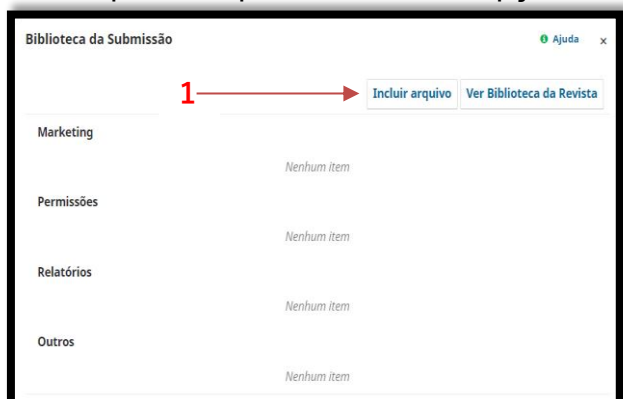 Biblioteca da Submissão
Ajuda x
1
Incluir arquivo Ver Biblioteca da Revista
Marketing
Nenhum item
Permissões
Nenhum item
Relatórios
Nenhum item
Outros
Nenhum item